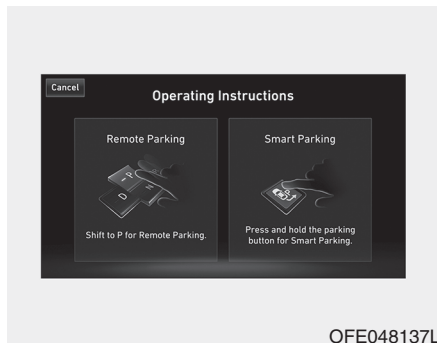 Cancel
Operating Instructions
Remote Parking
P
N
D
Shift to P for Remote Parking.
Smart Parking
P
Press and hold the parking
button for Smart Parking.
OFE048137L